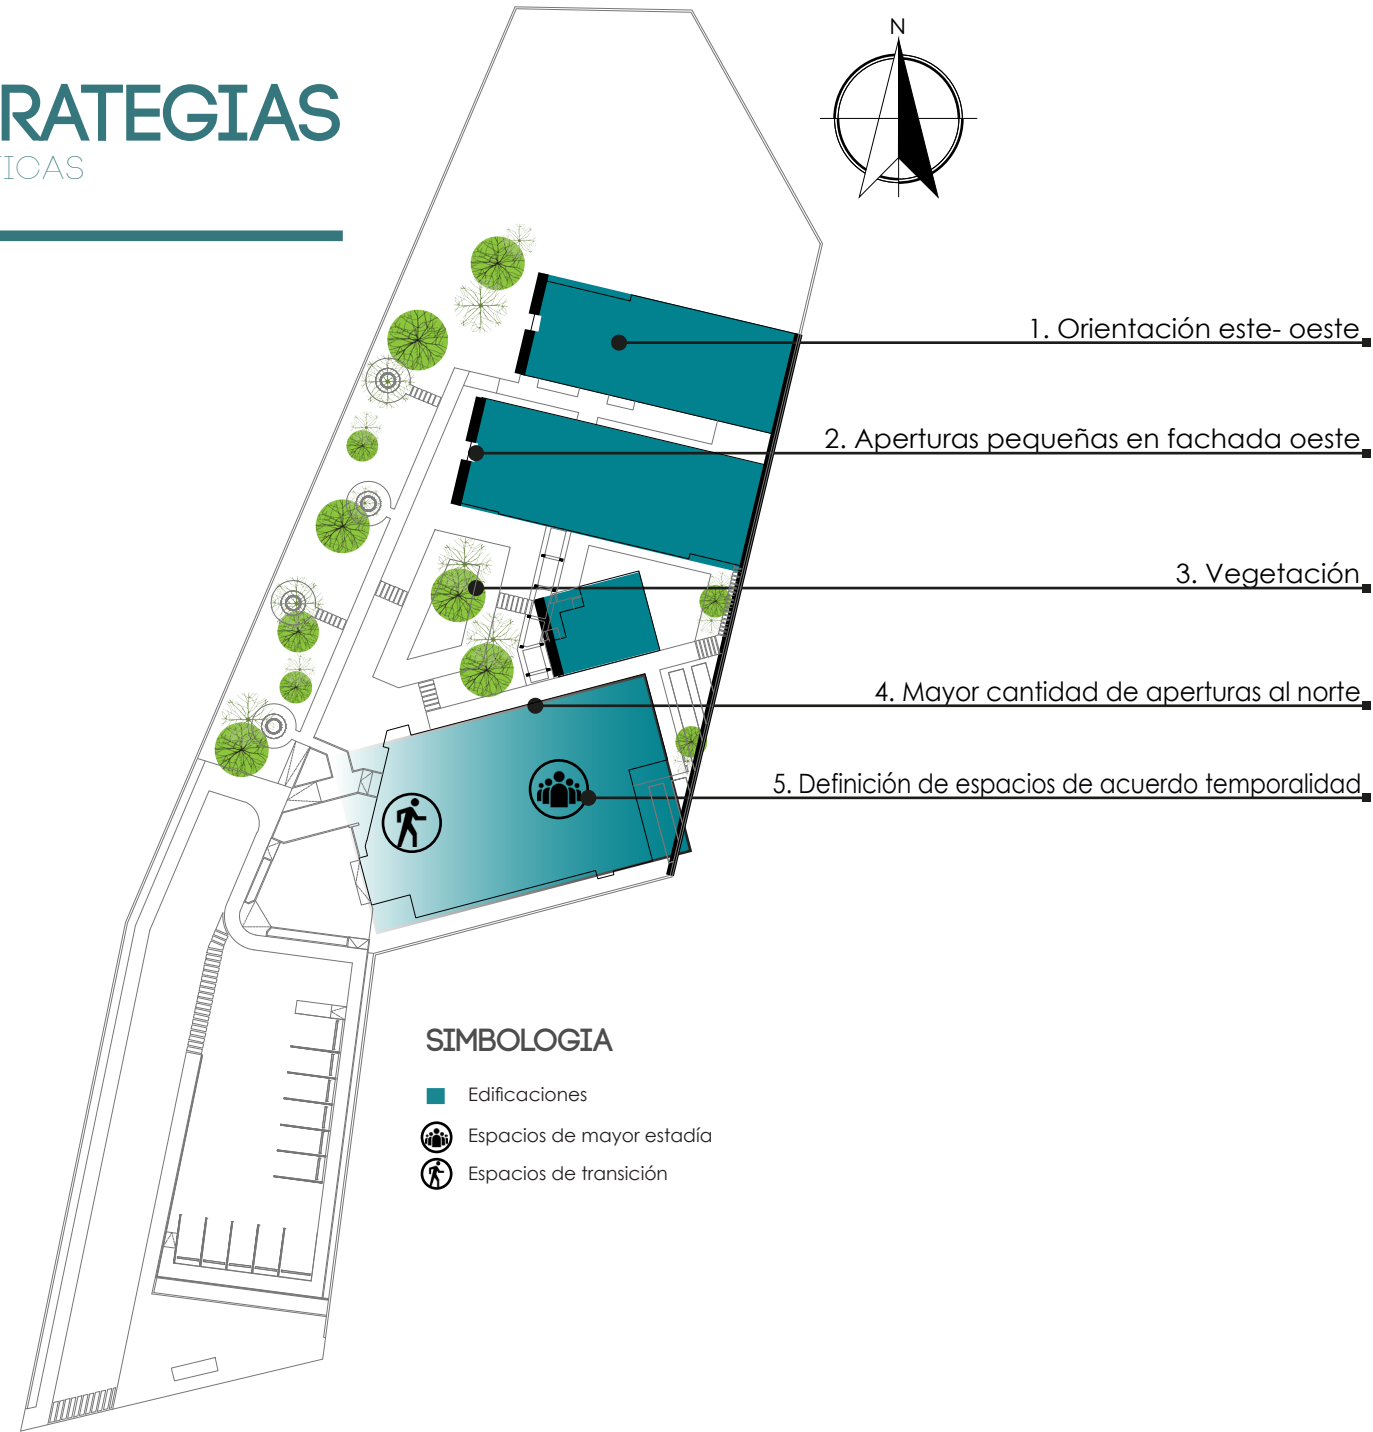 RATEGIAS
TICAS
N
1. Orientación este- oeste
2. Aperturas pequeñas en fachada oeste
3. Vegetación
4. Mayor cantidad de aperturas al norte
5. Definición de espacios de acuerdo temporalidad
SIMBOLOGIA
Edificaciones
Espacios de mayor estadía
Espacios de transición